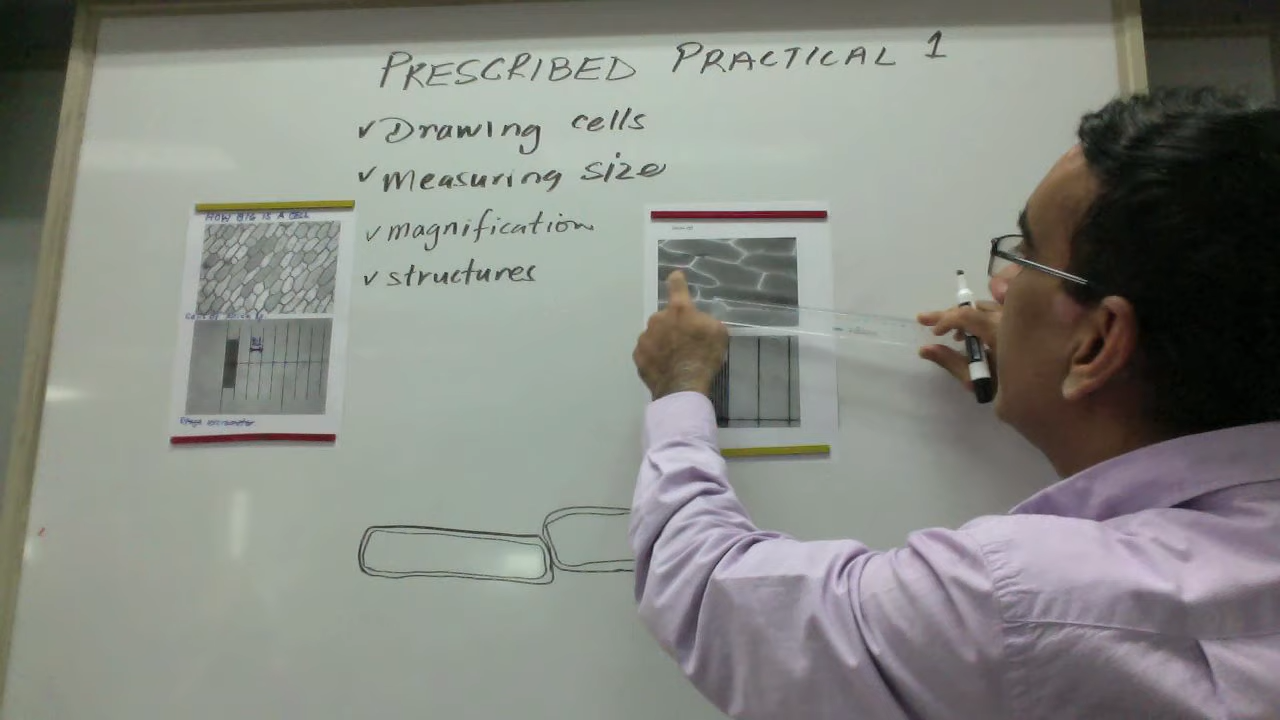 PRESCRIBED PRACTICAL 1
✓ Drawing cells
✓ Measuring size
✓ magnification
✓ structures
HOW BIG IS A CELL